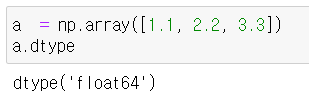 a = np.array([1.1, 2.2, 3.3])
a.dtype
dtype('float64')